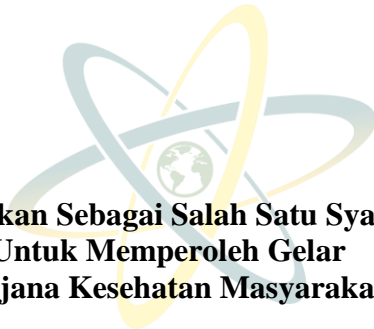 kan Sebagai Salah Satu Sya
Untuk Memperoleh Gelar
jana Kesehatan Masyaraka